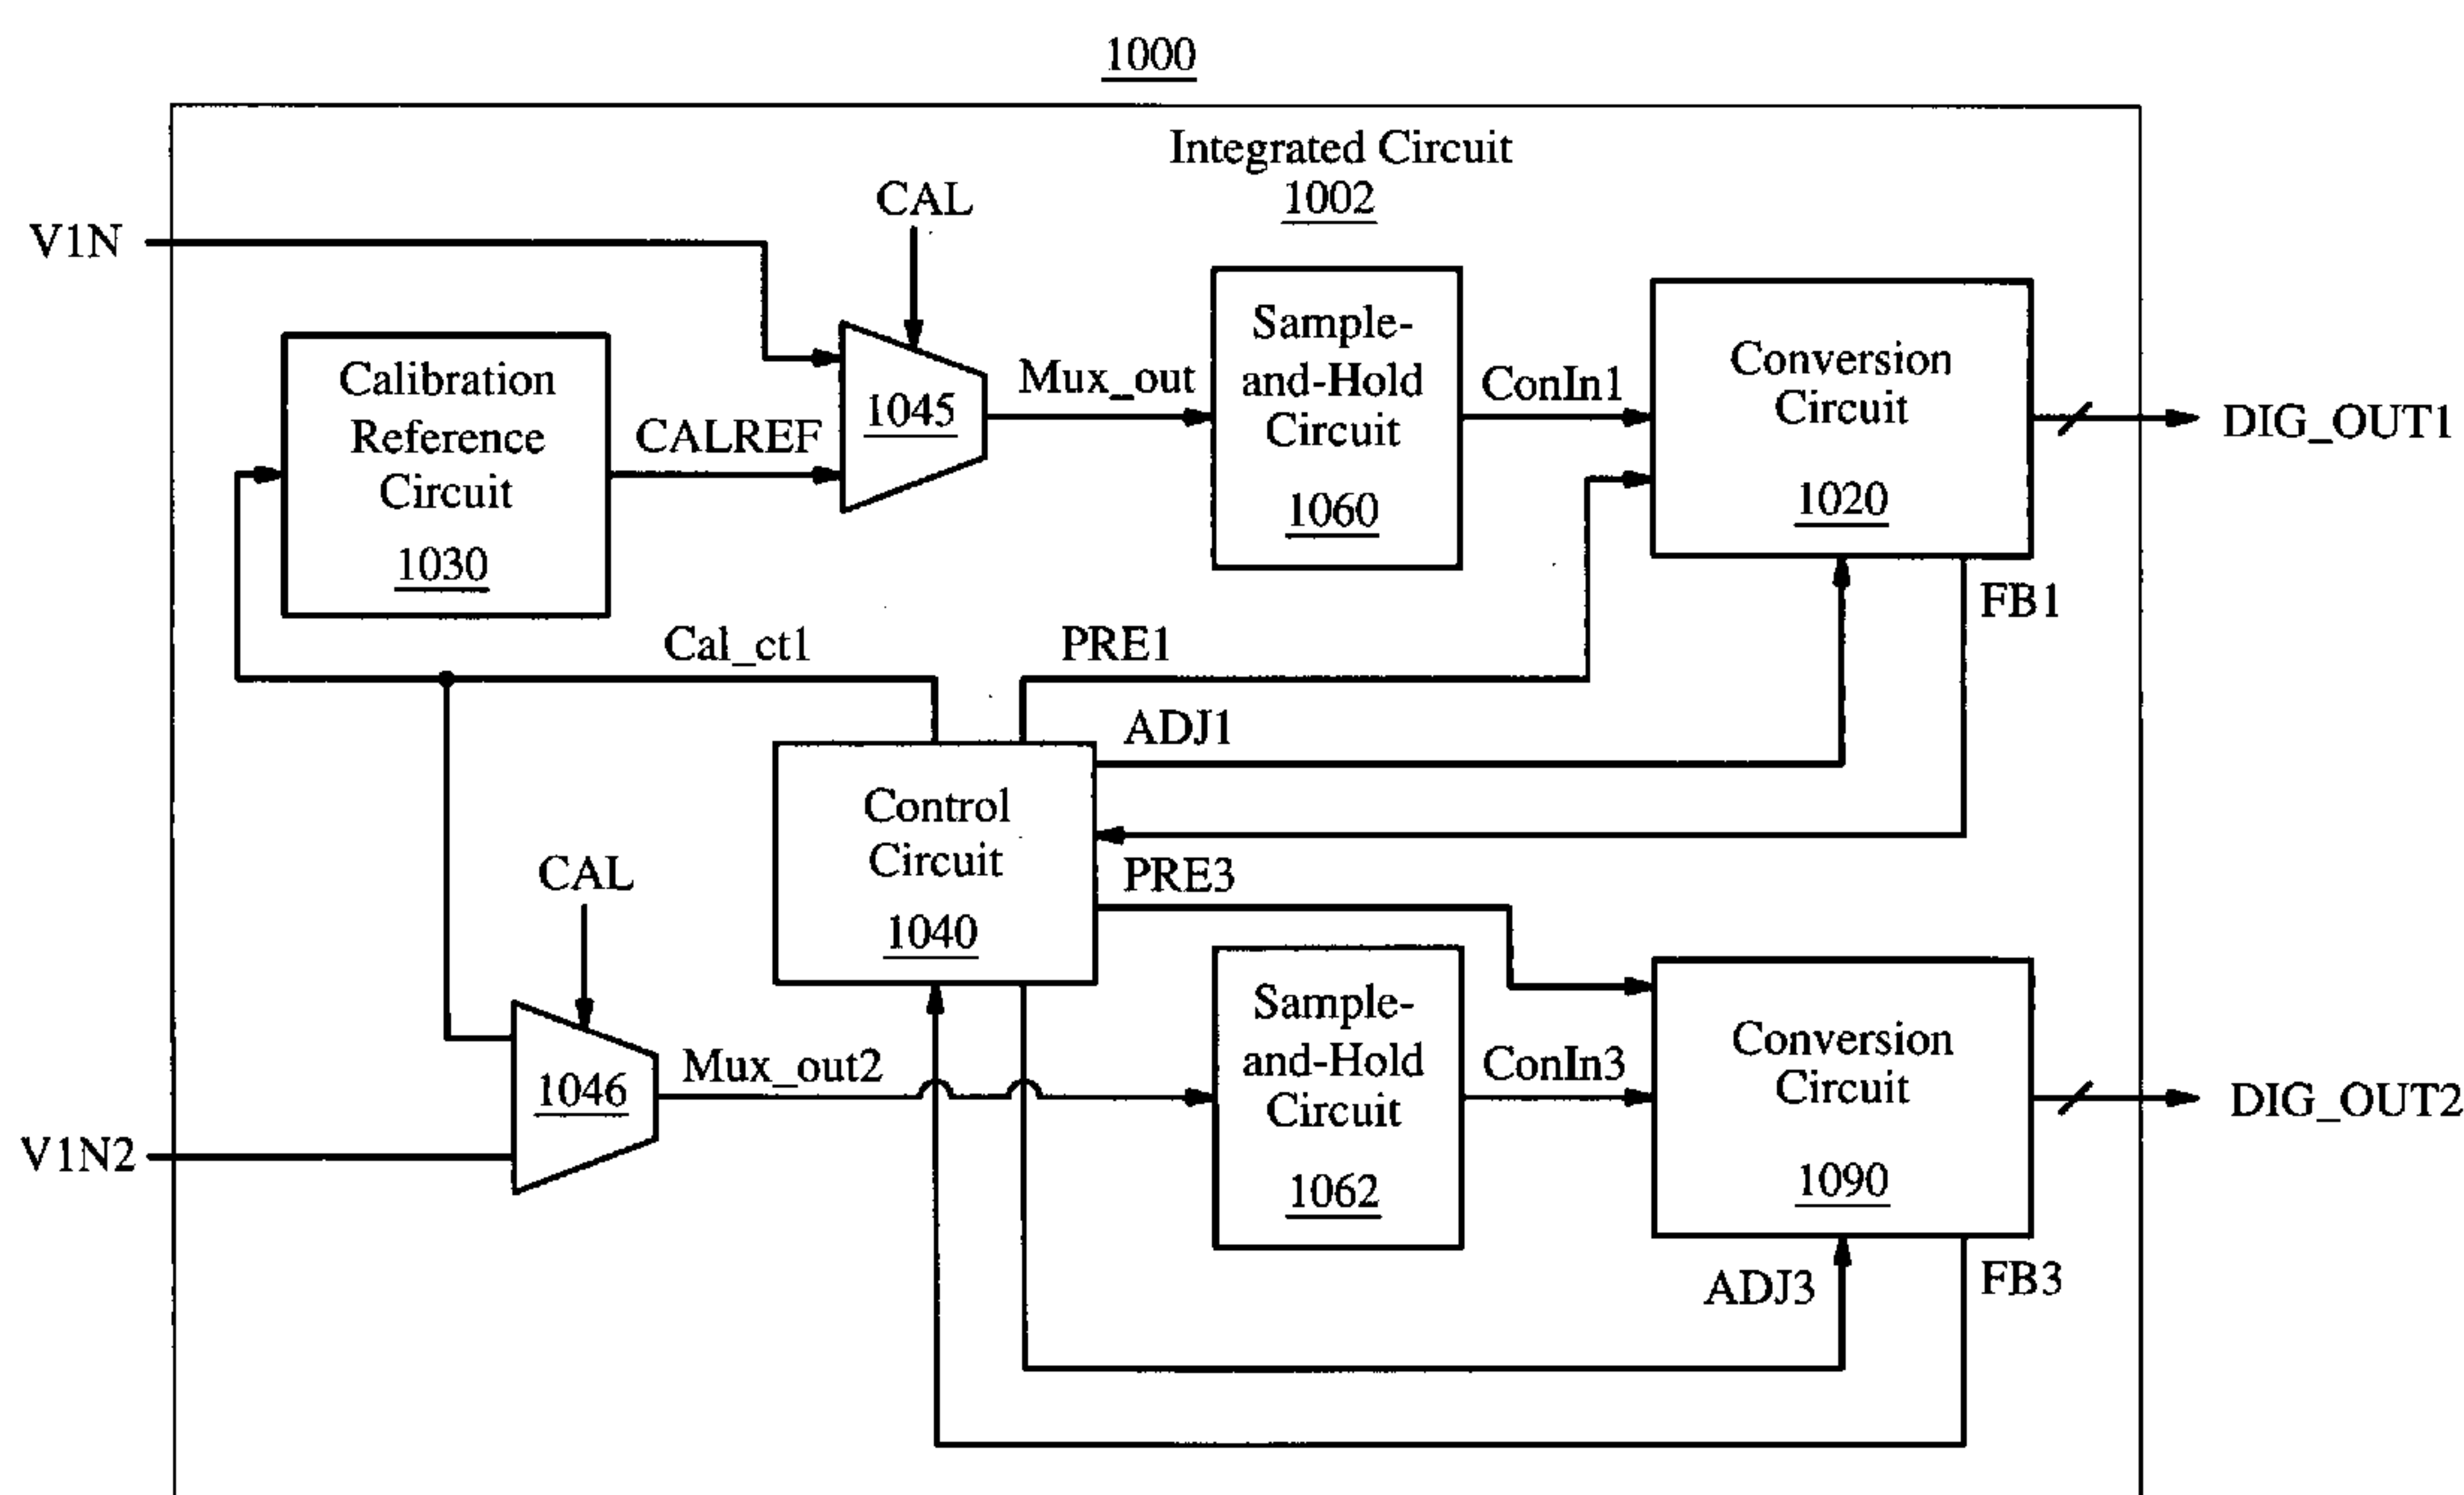 1000
Integrated Circuit
1002
CAL
V1N
Calibration
Reference
Circuit
1030
CALREF
1045
Mux_out
Sample-
and-Hold
Circuit
1060
ConIn1
Conversion
Circuit
1020
DIG_OUT1
FB1
Cal_ct1
PRE1
ADJ1
Control
Circuit
1040
PRE3
CAL
1046
Mux_out2
V1N2
Sample-
and-Hold
Circuit
1062
ConIn3
Conversion
Circuit
1090
DIG_OUT2
ADJ3
FB3